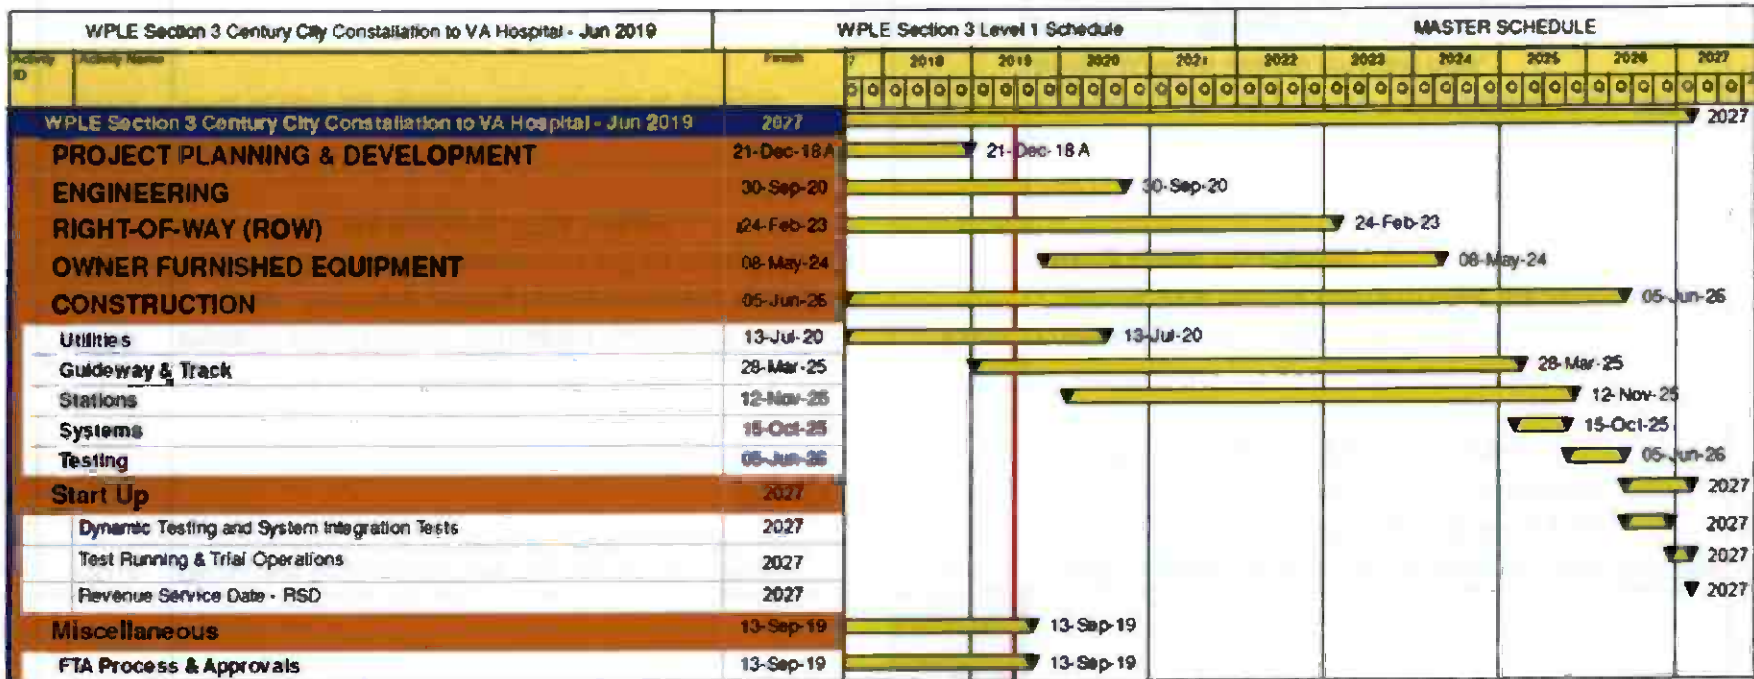 WPLE Section 3 Century City Constallation to VA Hospital - Jun 2019 WPLE Section 3 Level 1 Schedule MASTER SCHEDULE
Activity ID Activity Name Finish 7 2018 2019 2020 2021 2022 2023 2024 2025 2026 2027
WPLE Section 3 Century City Constallation to VA Hospital - Jun 2019 2027 2027
PROJECT PLANNING & DEVELOPMENT 21-Dec-18 A 21-Dec-18 A
ENGINEERING 30-Sep-20 30-Sep-20
RIGHT-OF-WAY (ROW) 24-Feb-23 24-Feb-23
OWNER FURNISHED EQUIPMENT 08-May-24 08-May-24
CONSTRUCTION 05-Jun-26 05-Jun-26
Utilities 13-Jul-20 13-Jul-20
Guideway & Track 28-Mar-25 28-Mar-25
Stations 12-Nov-25 12-Nov-25
Systems 15-Oct-25 15-Oct-25
Testing 05-Jun-26 05-Jun-26
Start Up 2027 2027
Dynamic Testing and System Integration Tests 2027 2027
Test Running & Trial Operations 2027 2027
Revenue Service Date - RSD 2027 2027
Miscellaneous 13-Sep-19 13-Sep-19
FTA Process & Approvals 13-Sep-19 13-Sep-19